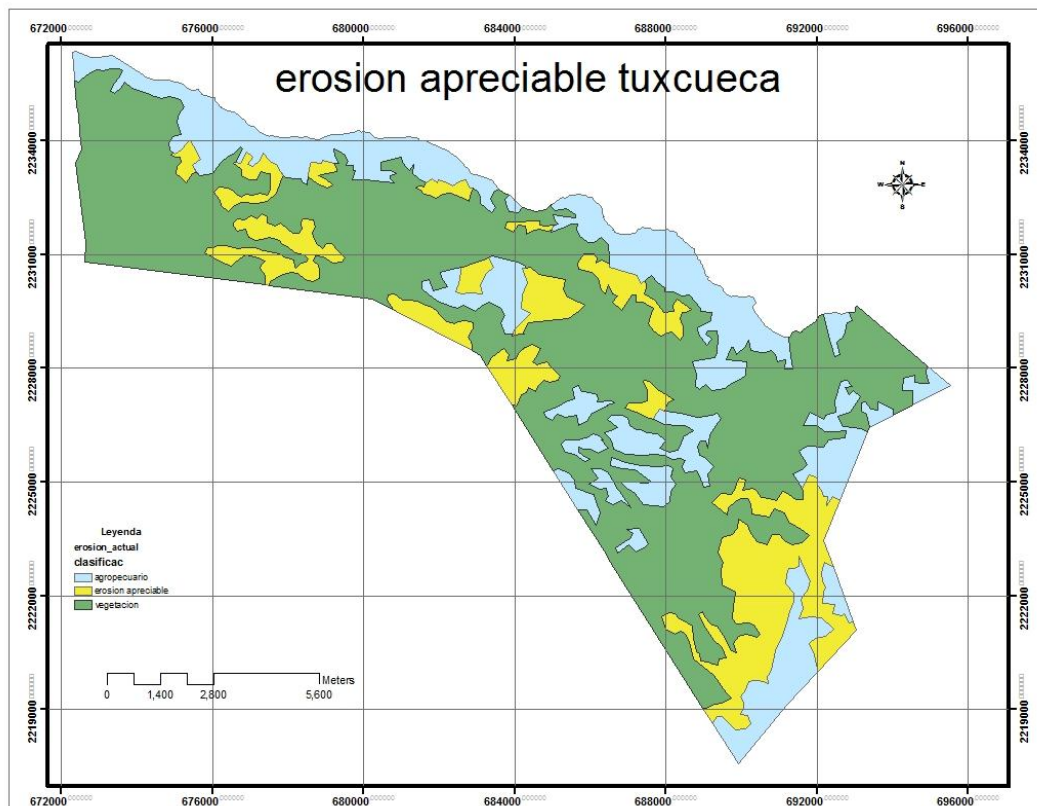 672000 676000 680000 684000 688000 692000 696000
erosion apreciable tuxcueca
2234000 2234000
N
W E
S
2231000 2231000
2228000 2228000
2225000 2225000
Leyenda
erosion_actual
clasificac
agropecuario
erosion apreciable
vegetacion
2222000 2222000
Meters
0 1,400 2,800 5,600
2219000 2219000
672000 676000 680000 684000 688000 692000 696000